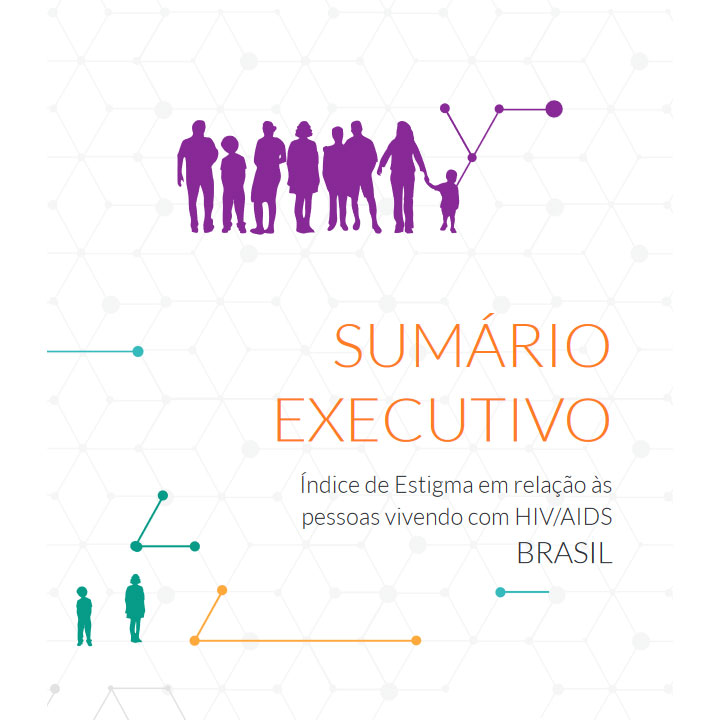 SUMÁRIO
EXECUTIVO
Índice de Estigma em relação às
pessoas vivendo com HIV/AIDS
BRASIL